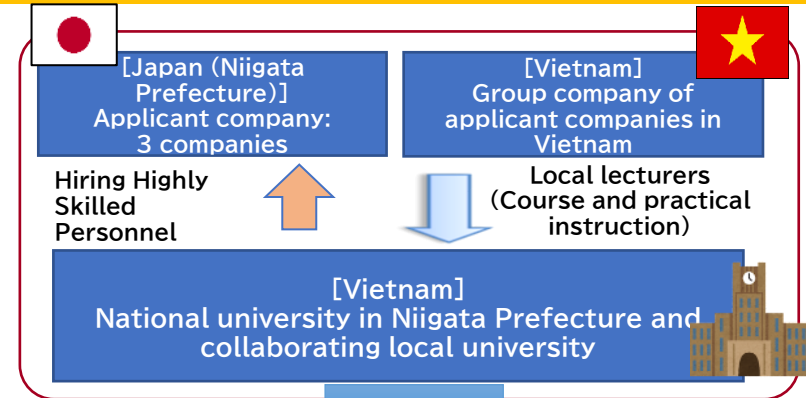 [Japan (Niigata
Prefecture)]
Applicant company:
3 companies
[Vietnam]
Group company of
applicant companies in
Vietnam
Hiring Highly
Skilled
Personnel
Local lecturers
(Course and practical
instruction)
[Vietnam]
National university in Niigata Prefecture and
collaborating local university